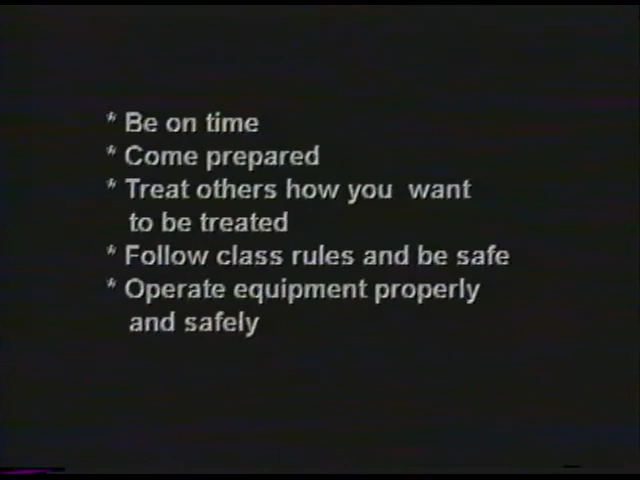 * Be on time
* Come prepared
* Treat others how you want
to be treated
* Follow class rules and be safe
* Operate equipment properly
and safely